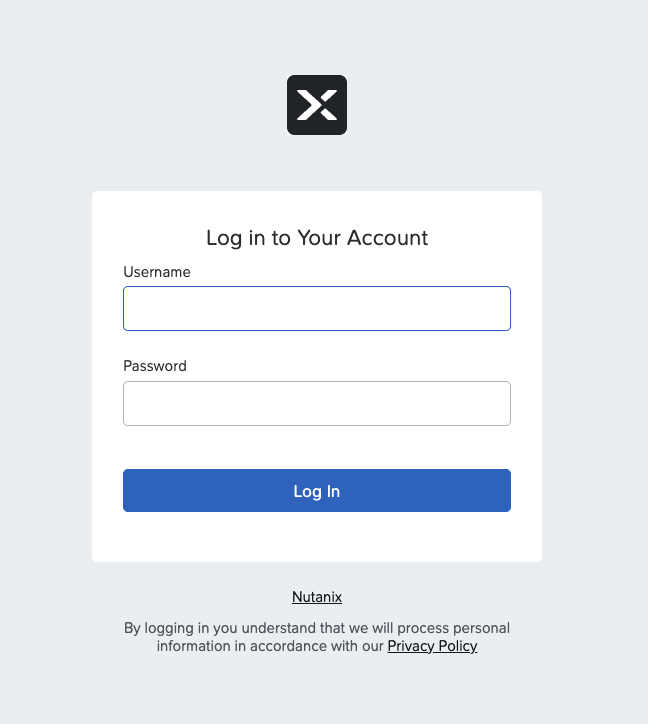 Log in to Your Account
Username
Password
Log In
Nutanix
By logging in you understand that we will process personal
information in accordance with our Privacy Policy